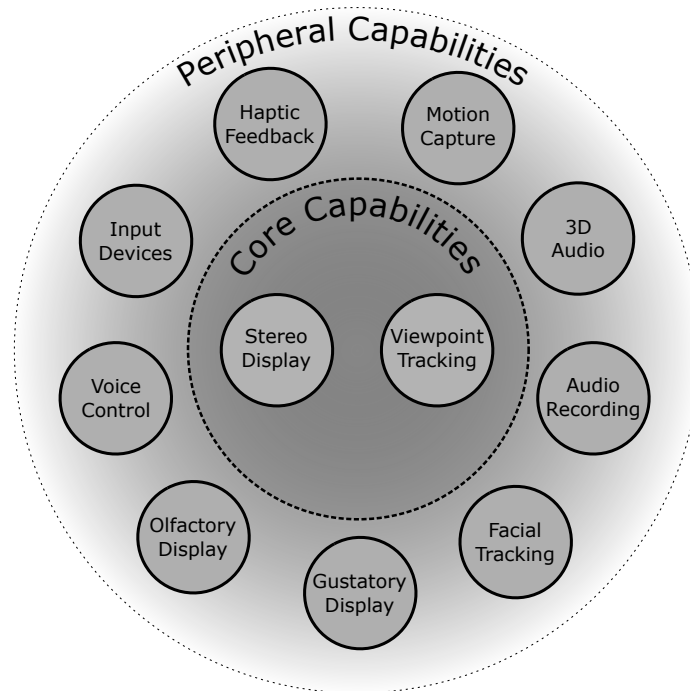 Peripheral Capabilities
Haptic
Feedback
Motion
Capture
Input
Devices
Core Capabilities
3D
Audio
Stereo
Display
Viewpoint
Tracking
Voice
Control
Audio
Recording
Olfactory
Display
Facial
Tracking
Gustatory
Display